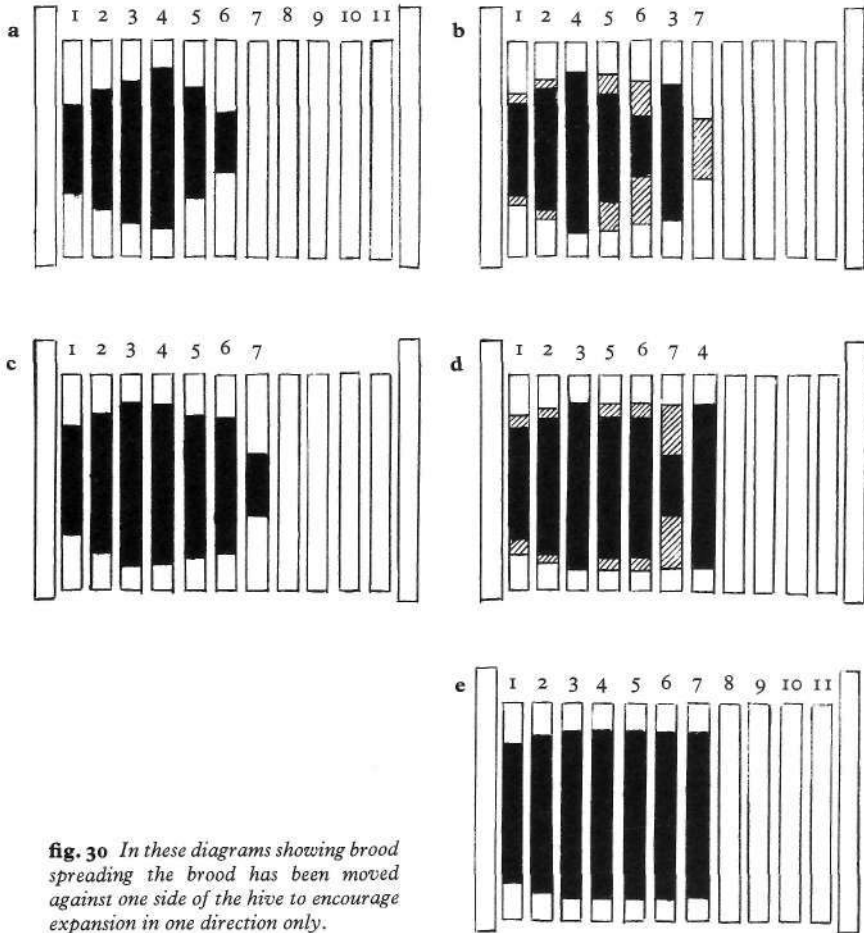 a
1 2 3 4 5 6 7 8 9 10 11
b
1 2 4 5 6 3 7
c
1 2 3 4 5 6 7
d
1 2 3 5 6 7 4
e
1 2 3 4 5 6 7 8 9 10 11
fig. 30 In these diagrams showing brood
spreading the brood has been moved
against one side of the hive to encourage
expansion in one direction only.